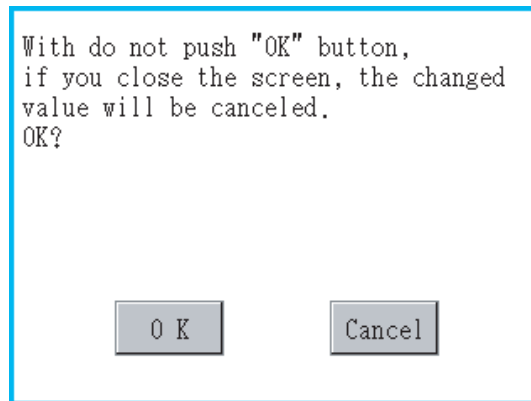 With do not push "OK" button,
if you close the screen, the changed
value will be canceled.
OK?
O K
Cancel